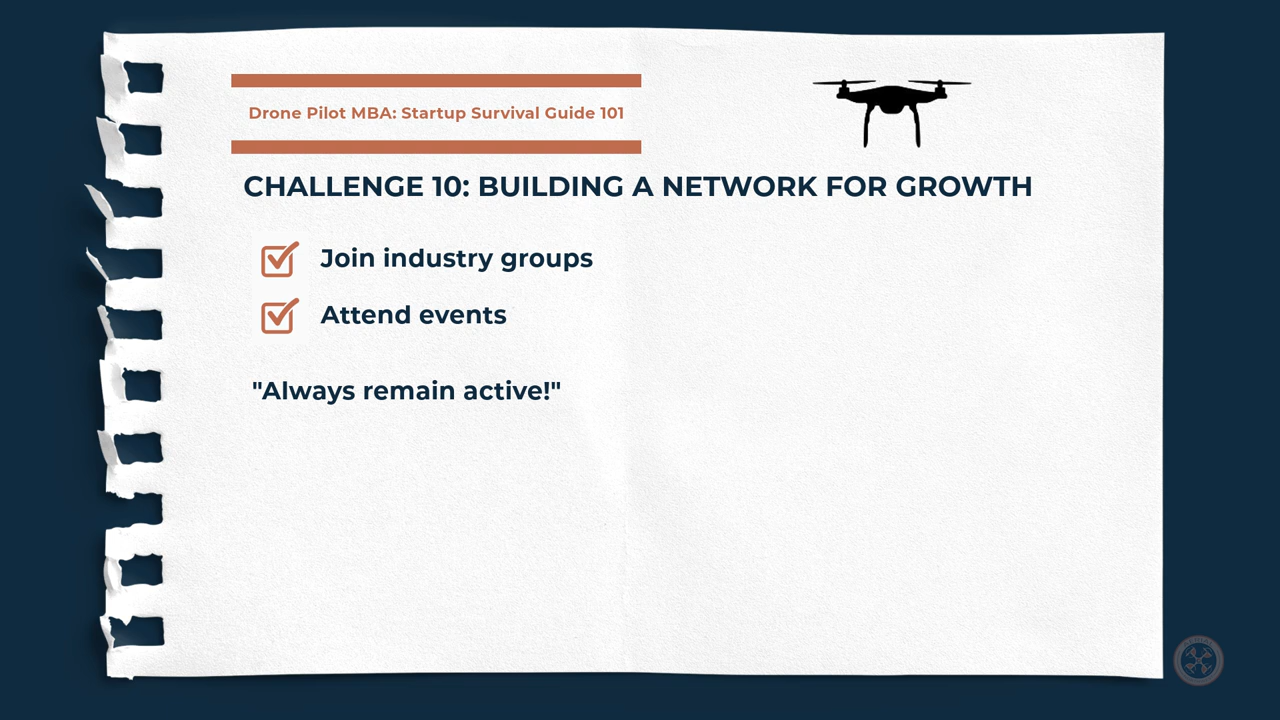 Drone Pilot MBA: Startup Survival Guide 101
CHALLENGE 10: BUILDING A NETWORK FOR GROWTH
Join industry groups
Attend events
"Always remain active!"